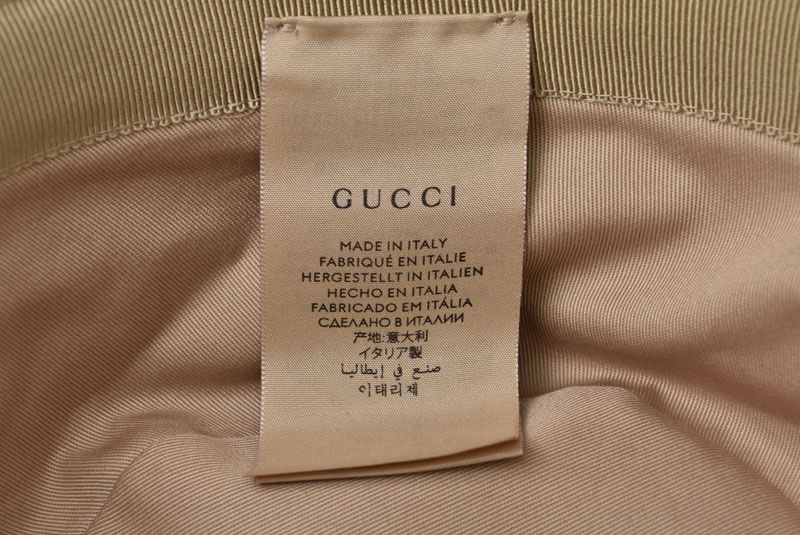 GUCCI
MADE IN ITALY
FABRIQUÉ EN ITALIE
HERGESTELLT IN ITALIEN
HECHO EN ITALIA
FABRICADO EM ITÁLIA
СДЕЛАНО В ИТАЛИИ
产地:意大利
イタリア製
صنع في إيطاليا
이태리제